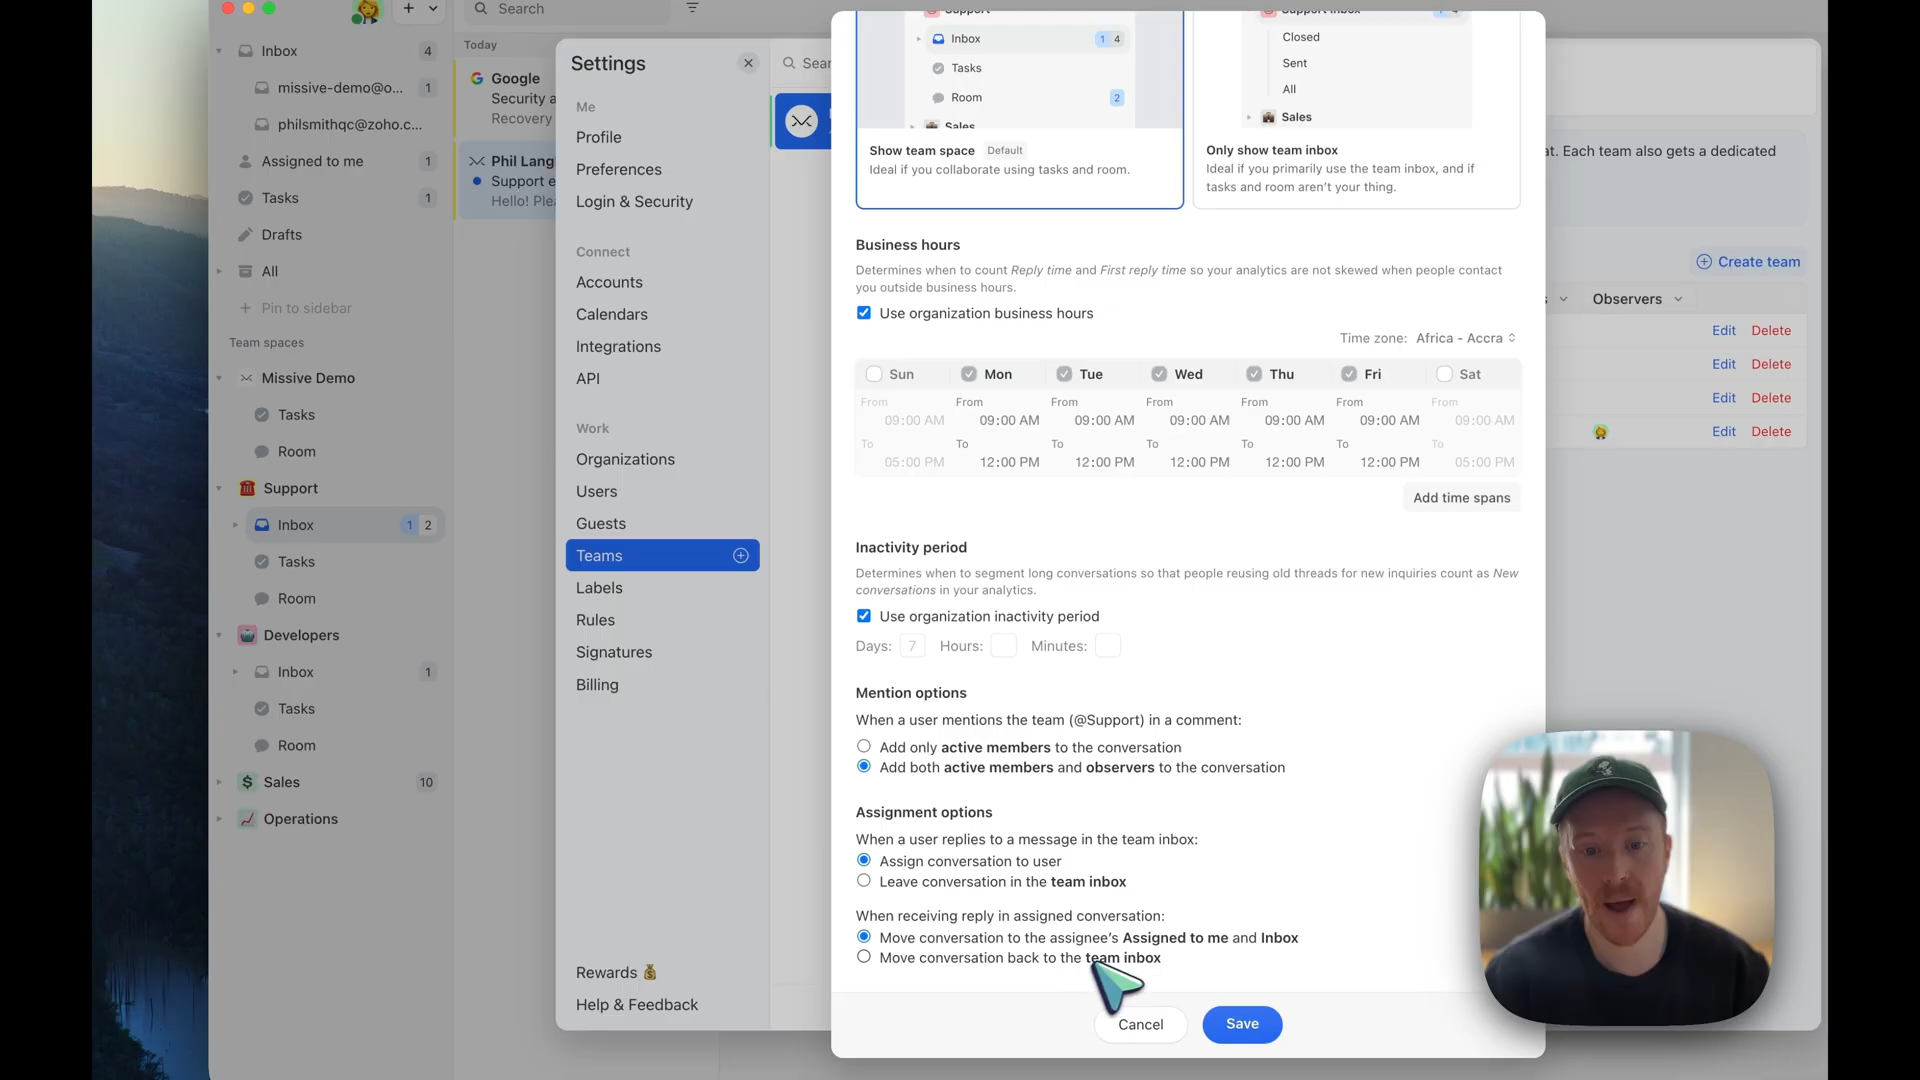 Search
Inbox 4
missive-demo@o... 1
philsmithqc@zoho.c...
Assigned to me 1
Tasks 1
Drafts
All
Pin to sidebar
Team spaces
Missive Demo
Tasks
Room
Support
Inbox 1 2
Tasks
Room
Developers
Inbox 1
Tasks
Room
Sales 10
Operations
Today
Google
Security a
Recovery
Phil Lang
Support e
Hello! Plea
Settings
Me
Profile
Preferences
Login & Security
Connect
Accounts
Calendars
Integrations
API
Work
Organizations
Users
Guests
Teams
Labels
Rules
Signatures
Billing
Rewards
Help & Feedback
Sear
Support
Inbox 1 4
Tasks
Room 2
Sales
Show team space Default
Ideal if you collaborate using tasks and room.
Support Inbox 1 4
Closed
Sent
All
Sales
Only show team inbox
Ideal if you primarily use the team inbox, and if
tasks and room aren’t your thing.
Business hours
Determines when to count Reply time and First reply time so your analytics are not skewed when people contact
you outside business hours.
Use organization business hours
Time zone: Africa - Accra
Sun Mon Tue Wed Thu Fri Sat
From From From From From From From
09:00 AM 09:00 AM 09:00 AM 09:00 AM 09:00 AM 09:00 AM 09:00 AM
To To To To To To To
05:00 PM 12:00 PM 12:00 PM 12:00 PM 12:00 PM 12:00 PM 05:00 PM
Add time spans
Inactivity period
Determines when to segment long conversations so that people reusing old threads for new inquiries count as New
conversations in your analytics.
Use organization inactivity period
Days: 7 Hours: Minutes:
Mention options
When a user mentions the team (@Support) in a comment:
Add only active members to the conversation
Add both active members and observers to the conversation
Assignment options
When a user replies to a message in the team inbox:
Assign conversation to user
Leave conversation in the team inbox
When receiving reply in assigned conversation:
Move conversation to the assignee’s Assigned to me and Inbox
Move conversation back to the team inbox
Cancel Save
at. Each team also gets a dedicated
Create team
s Observers
Edit Delete
Edit Delete
Edit Delete
Edit Delete